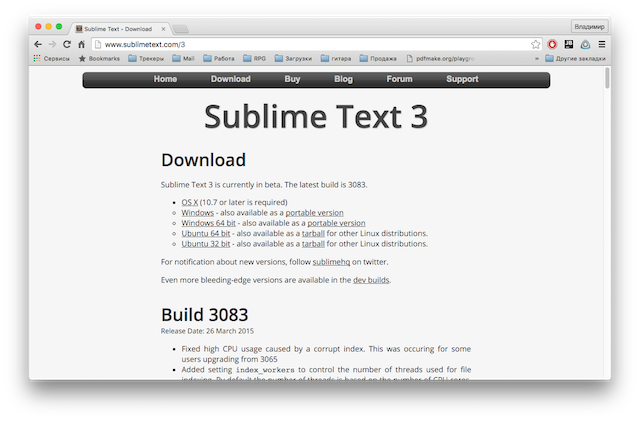 Sublime Text - Download
Владимир
www.sublimetext.com/3
Сервисы Bookmarks Трекеры Mail Работа RPG Загрузки гитара Продажа pdfmake.org/playgr » Другие закладки
Home Download Buy Blog Forum Support
Sublime Text 3
Download
Sublime Text 3 is currently in beta. The latest build is 3083.
• OS X (10.7 or later is required)
○ Windows - also available as a portable version
○ Windows 64 bit - also available as a portable version
○ Ubuntu 64 bit - also available as a tarball for other Linux distributions.
○ Ubuntu 32 bit - also available as a tarball for other Linux distributions.
For notification about new versions, follow sublimehq on twitter.
Even more bleeding-edge versions are available in the dev builds.
Build 3083
Release Date: 26 March 2015
• Fixed high CPU usage caused by a corrupt index. This was occuring for some
users upgrading from 3065
• Added setting index_workers to control the number of threads used for file
indexing. By default the number of threads is based on the number of CPU cores.